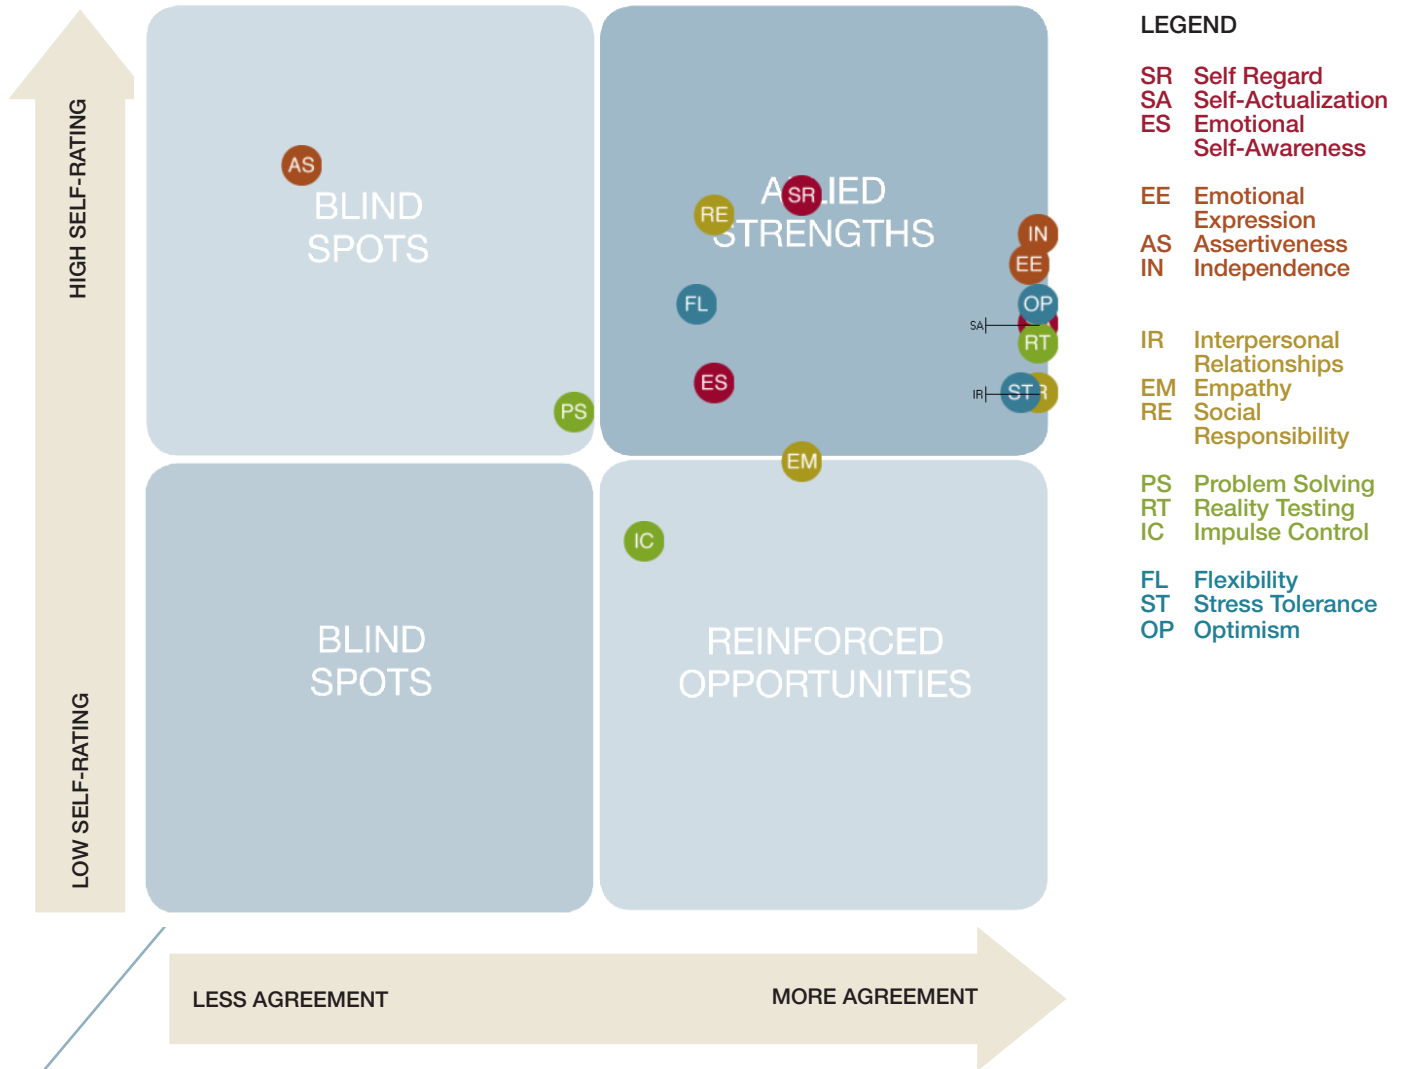 HIGH SELF-RATING
LOW SELF-RATING
BLIND
SPOTS
AS
PS
STRENGTHS
SR
RE
IN
EE
FL
OP
SA
RT
ES
IR
ST
EM
BLIND
SPOTS
IC
REINFORCED
OPPORTUNITIES
LESS AGREEMENT
MORE AGREEMENT
LEGEND
SR Self Regard
SA Self-Actualization
ES Emotional
Self-Awareness
EE Emotional
Expression
AS Assertiveness
IN Independence
IR Interpersonal
Relationships
EM Empathy
RE Social
Responsibility
PS Problem Solving
RT Reality Testing
IC Impulse Control
FL Flexibility
ST Stress Tolerance
OP Optimism